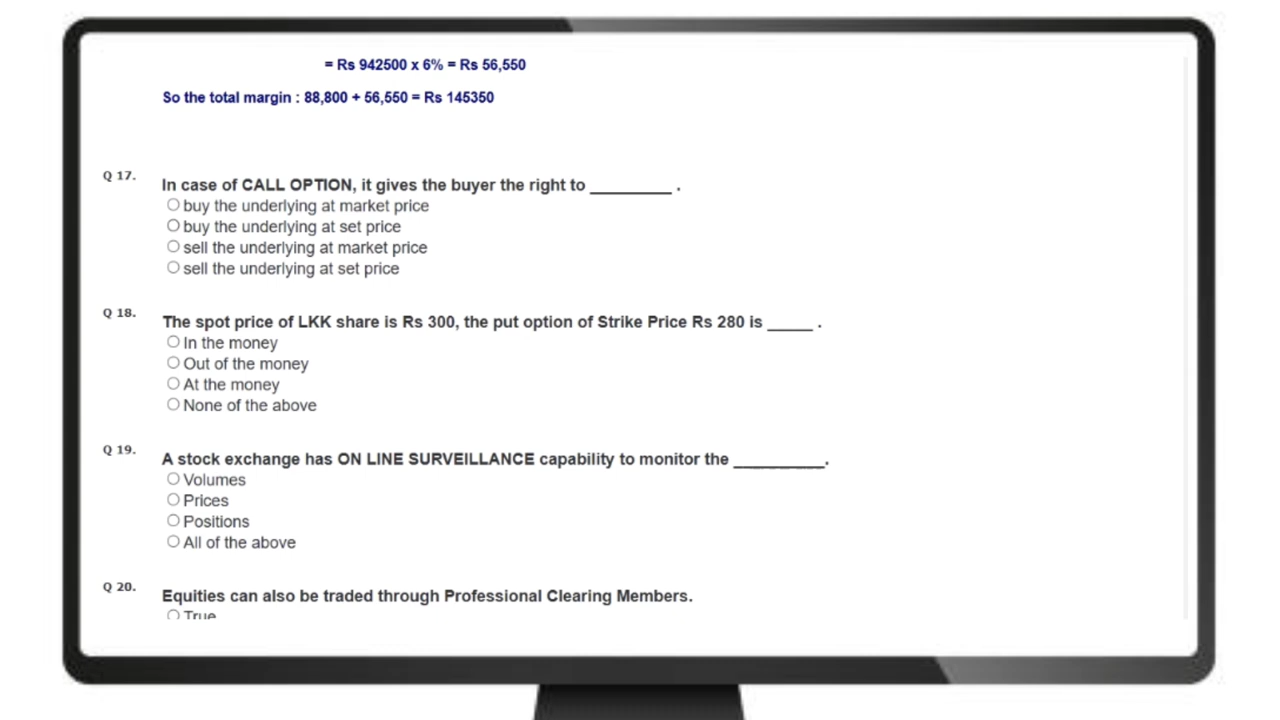 = Rs 942500 x 6% = Rs 56,550
So the total margin : 88,800 + 56,550 = Rs 145350
Q 17.
In case of CALL OPTION, it gives the buyer the right to _________ .
buy the underlying at market price
buy the underlying at set price
sell the underlying at market price
sell the underlying at set price
Q 18.
The spot price of LKK share is Rs 300, the put option of Strike Price Rs 280 is _____ .
In the money
Out of the money
At the money
None of the above
Q 19.
A stock exchange has ON LINE SURVEILLANCE capability to monitor the __________.
Volumes
Prices
Positions
All of the above
Q 20.
Equities can also be traded through Professional Clearing Members.
True